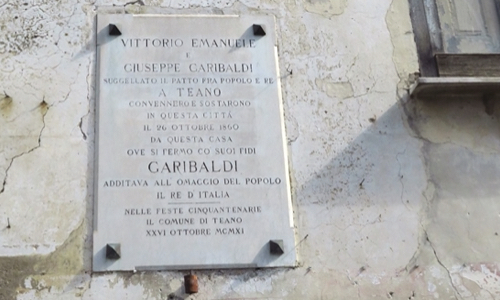 VITTORIO EMANUELE
E
GIUSEPPE GARIBALDI
SUGGELLATO IL PATTO FRA POPOLO E RE
A TEANO
CONVENNERO E SOSTARONO
IN QUESTA CITTÀ
IL 26 OTTOBRE 1860
DA QUESTA CASA
OVE SI FERMÒ CO SUOI FIDI
GARIBALDI
ADDITAVA ALL OMAGGIO DEL POPOLO
IL RE D'ITALIA
NELLE FESTE CINQUANTENARIE
IL COMUNE DI TEANO
XXVI OTTOBRE MCMXI